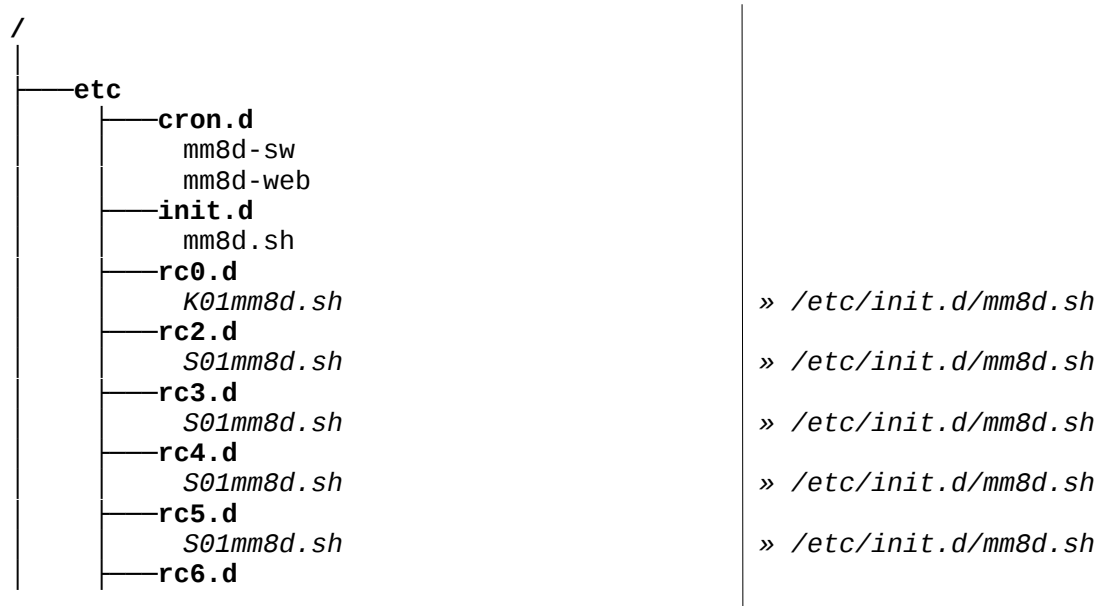 /
etc
cron.d
mm8d-sw
mm8d-web
init.d
mm8d.sh
rc0.d
K01mm8d.sh » /etc/init.d/mm8d.sh
rc2.d
S01mm8d.sh » /etc/init.d/mm8d.sh
rc3.d
S01mm8d.sh » /etc/init.d/mm8d.sh
rc4.d
S01mm8d.sh » /etc/init.d/mm8d.sh
rc5.d
S01mm8d.sh » /etc/init.d/mm8d.sh
rc6.d